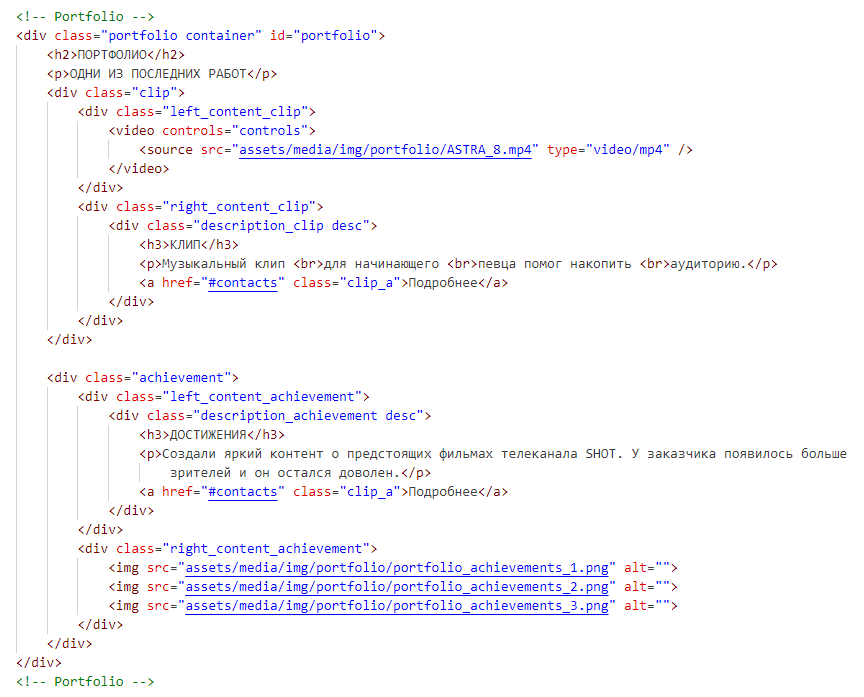 <!-- Portfolio -->
<div class="portfolio container" id="portfolio">
    <h2>ПОРТФОЛИО</h2>
    <p>ОДНИ ИЗ ПОСЛЕДНИХ РАБОТ</p>
    <div class="clip">
        <div class="left_content_clip">
            <video controls="controls">
                <source src="assets/media/img/portfolio/ASTRA_8.mp4" type="video/mp4" />
            </video>
        </div>
        <div class="right_content_clip">
            <div class="description_clip desc">
                <h3>КЛИП</h3>
                <p>Музыкальный клип <br>для начинающего <br>певца помог накопить <br>аудиторию.</p>
                <a href="#contacts" class="clip_a">Подробнее</a>
            </div>
        </div>
    </div>

    <div class="achievement">
        <div class="left_content_achievement">
            <div class="description_achievement desc">
                <h3>ДОСТИЖЕНИЯ</h3>
                <p>Создали яркий контент о предстоящих фильмах телеканала SHOT. У заказчика появилось больше
                    зрителей и он остался доволен.</p>
                <a href="#contacts" class="clip_a">Подробнее</a>
            </div>
        </div>
        <div class="right_content_achievement">
            <img src="assets/media/img/portfolio/portfolio_achievements_1.png" alt="">
            <img src="assets/media/img/portfolio/portfolio_achievements_2.png" alt="">
            <img src="assets/media/img/portfolio/portfolio_achievements_3.png" alt="">
        </div>
    </div>
</div>
<!-- Portfolio -->